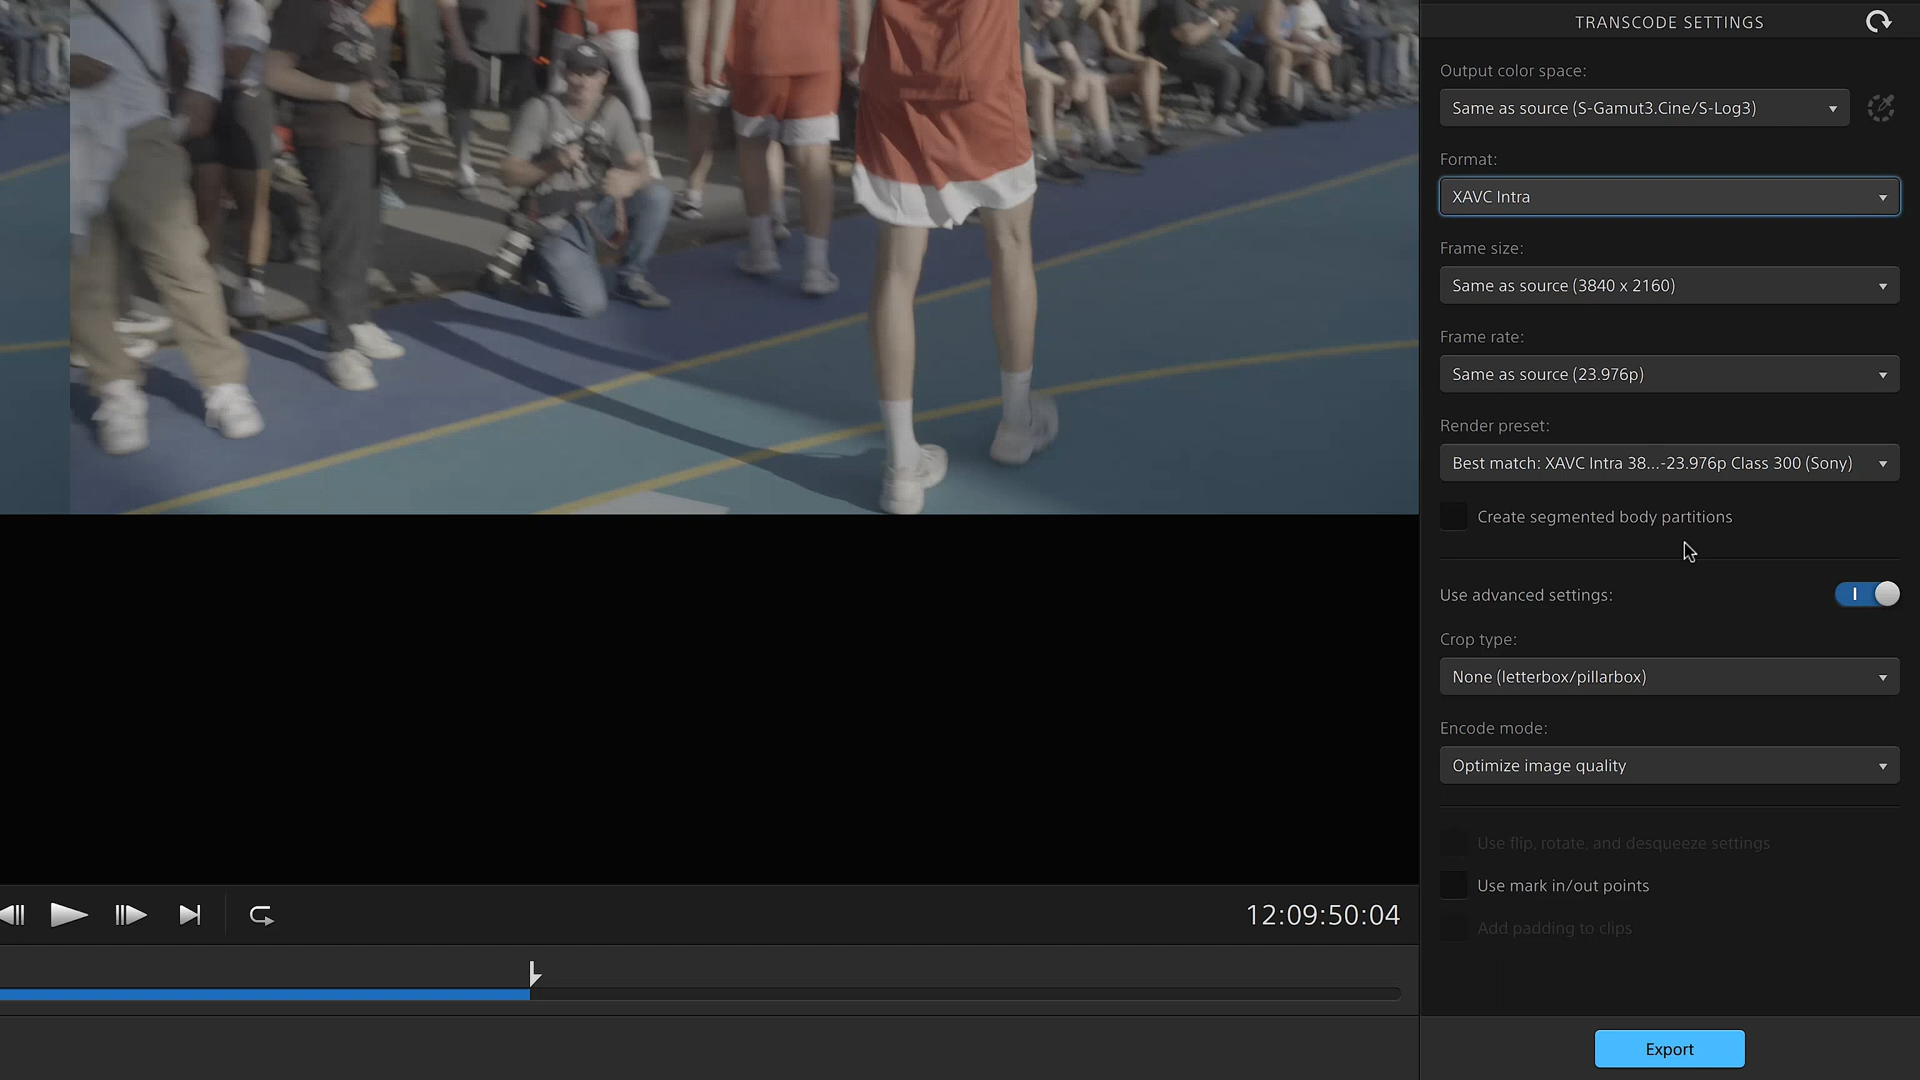 TRANSCODE SETTINGS
Output color space:
Same as source (S-Gamut3.Cine/S-Log3)
Format:
XAVC Intra
Frame size:
Same as source (3840 x 2160)
Frame rate:
Same as source (23.976p)
Render preset:
Best match: XAVC Intra 38...-23.976p Class 300 (Sony)
Create segmented body partitions
Use advanced settings:
Crop type:
None (letterbox/pillarbox)
Encode mode:
Optimize image quality
Use flip, rotate, and desqueeze settings
Use mark in/out points
Add padding to clips
12:09:50:04
Export